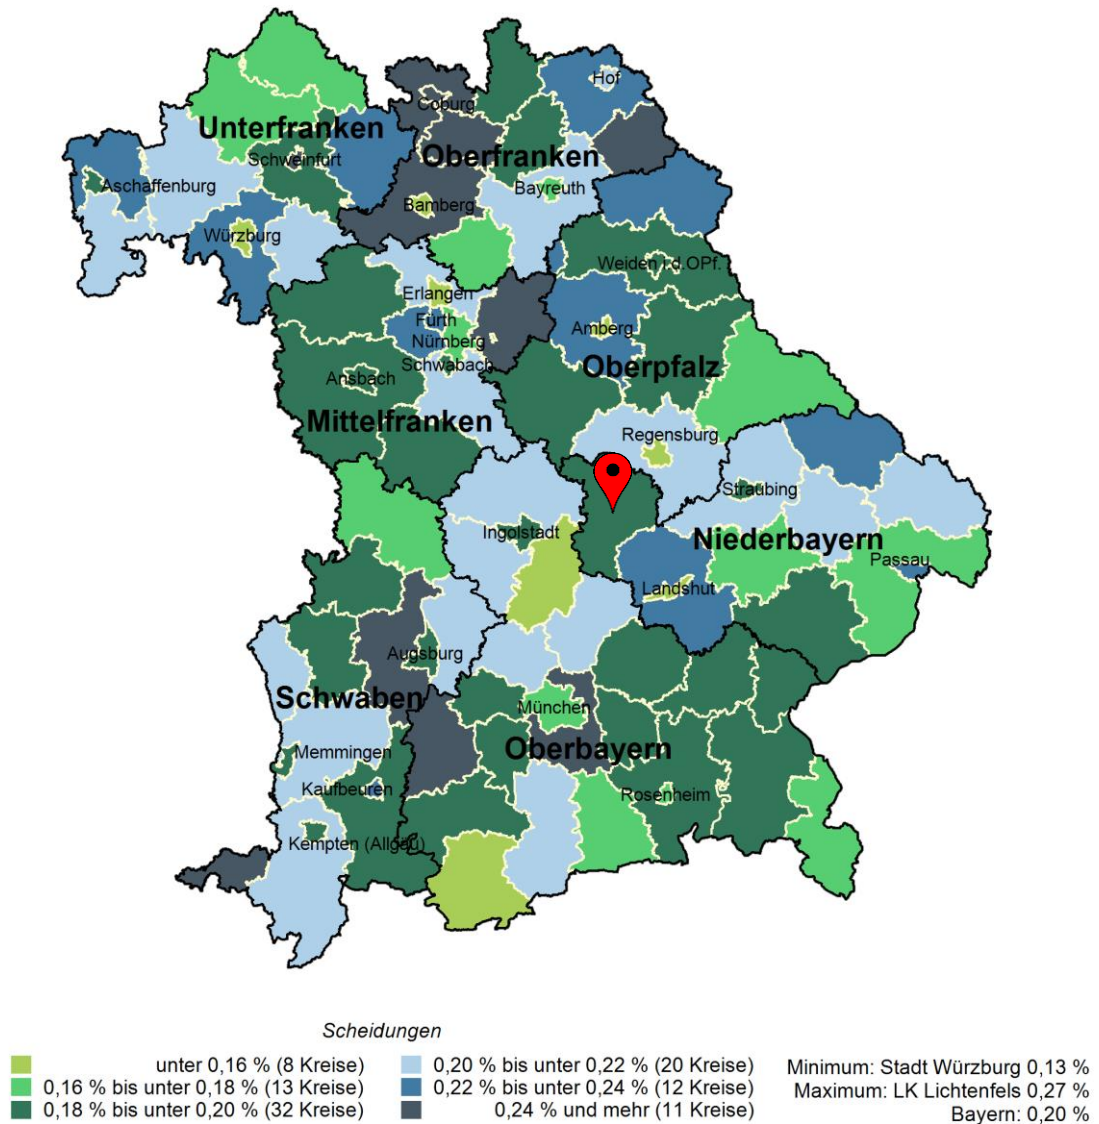 Hof
Coburg
Unterfranken
Oberfranken
Schweinfurt
Aschaffenburg
Bayreuth
Bamberg
Würzburg
Weiden i.d.OPf.
Erlangen
Fürth
Amberg
Nürnberg
Schwabach
Oberpfalz
Ansbach
Mittelfranken
Regensburg
Straubing
Ingolstadt
Niederbayern
Passau
Landshut
Augsburg
Schwaben
München
Oberbayern
Memmingen
Kaufbeuren
Rosenheim
Kempten (Allgäu)
Scheidungen
unter 0,16 % (8 Kreise)
0,16 % bis unter 0,18 % (13 Kreise)
0,18 % bis unter 0,20 % (32 Kreise)
0,20 % bis unter 0,22 % (20 Kreise)
0,22 % bis unter 0,24 % (12 Kreise)
0,24 % und mehr (11 Kreise)
Minimum: Stadt Würzburg 0,13 %
Maximum: LK Lichtenfels 0,27 %
Bayern: 0,20 %